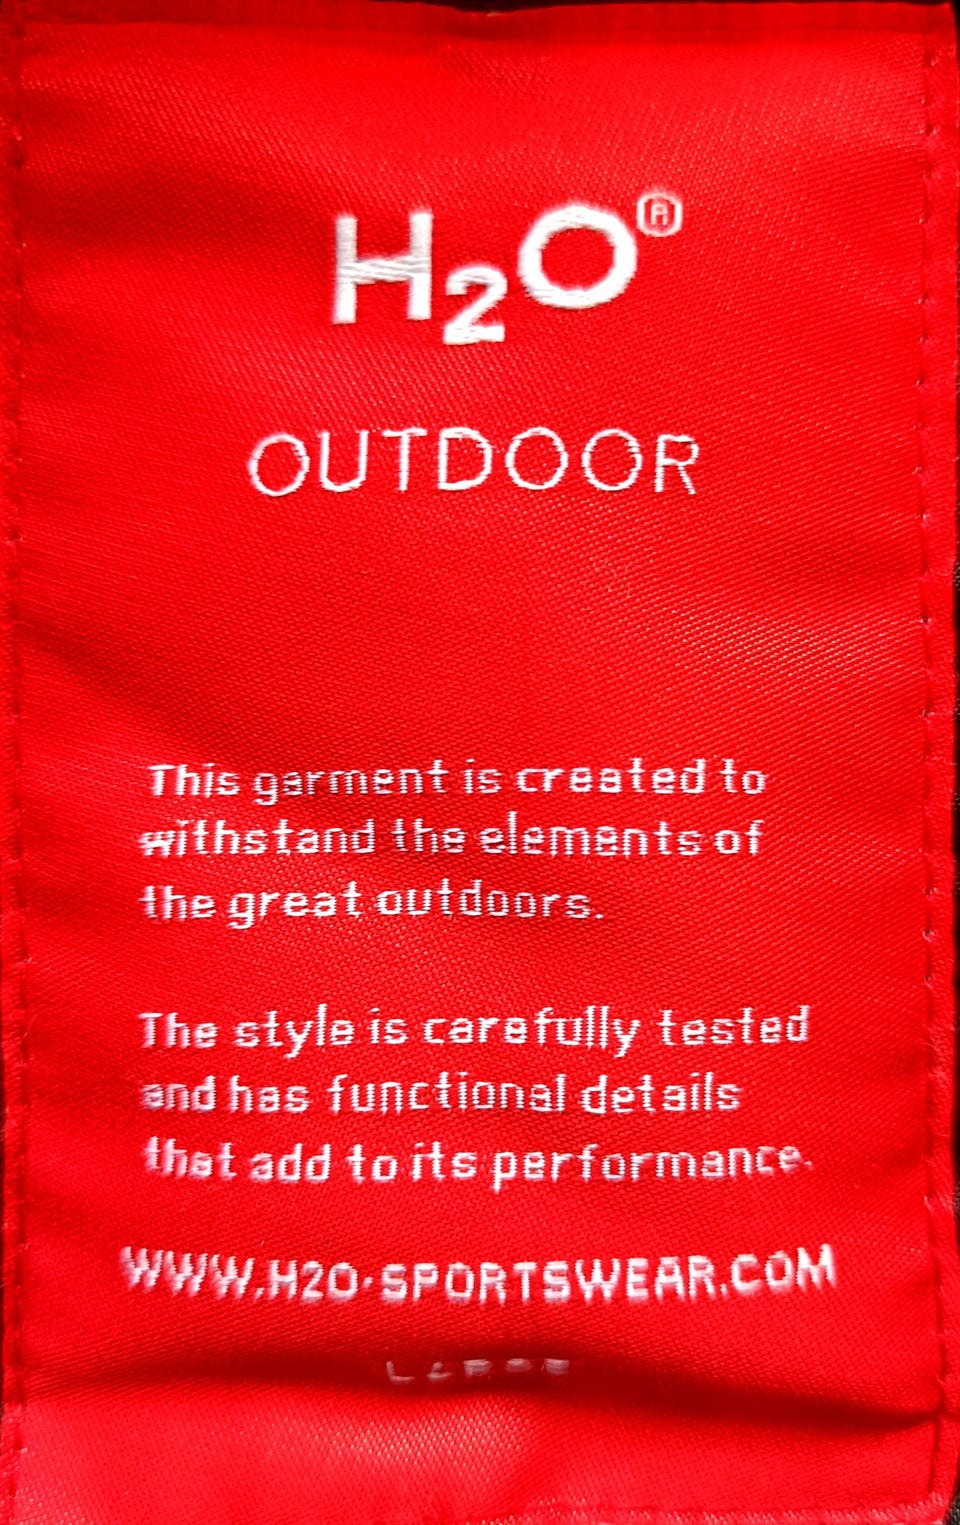 H2O®
OUTDOOR
This garment is created to
withstand the elements of
the great outdoors.
The style is carefully tested
and has functional details
that add to its performance.
WWW.H2O-SPORTSWEAR.COM
LARGE